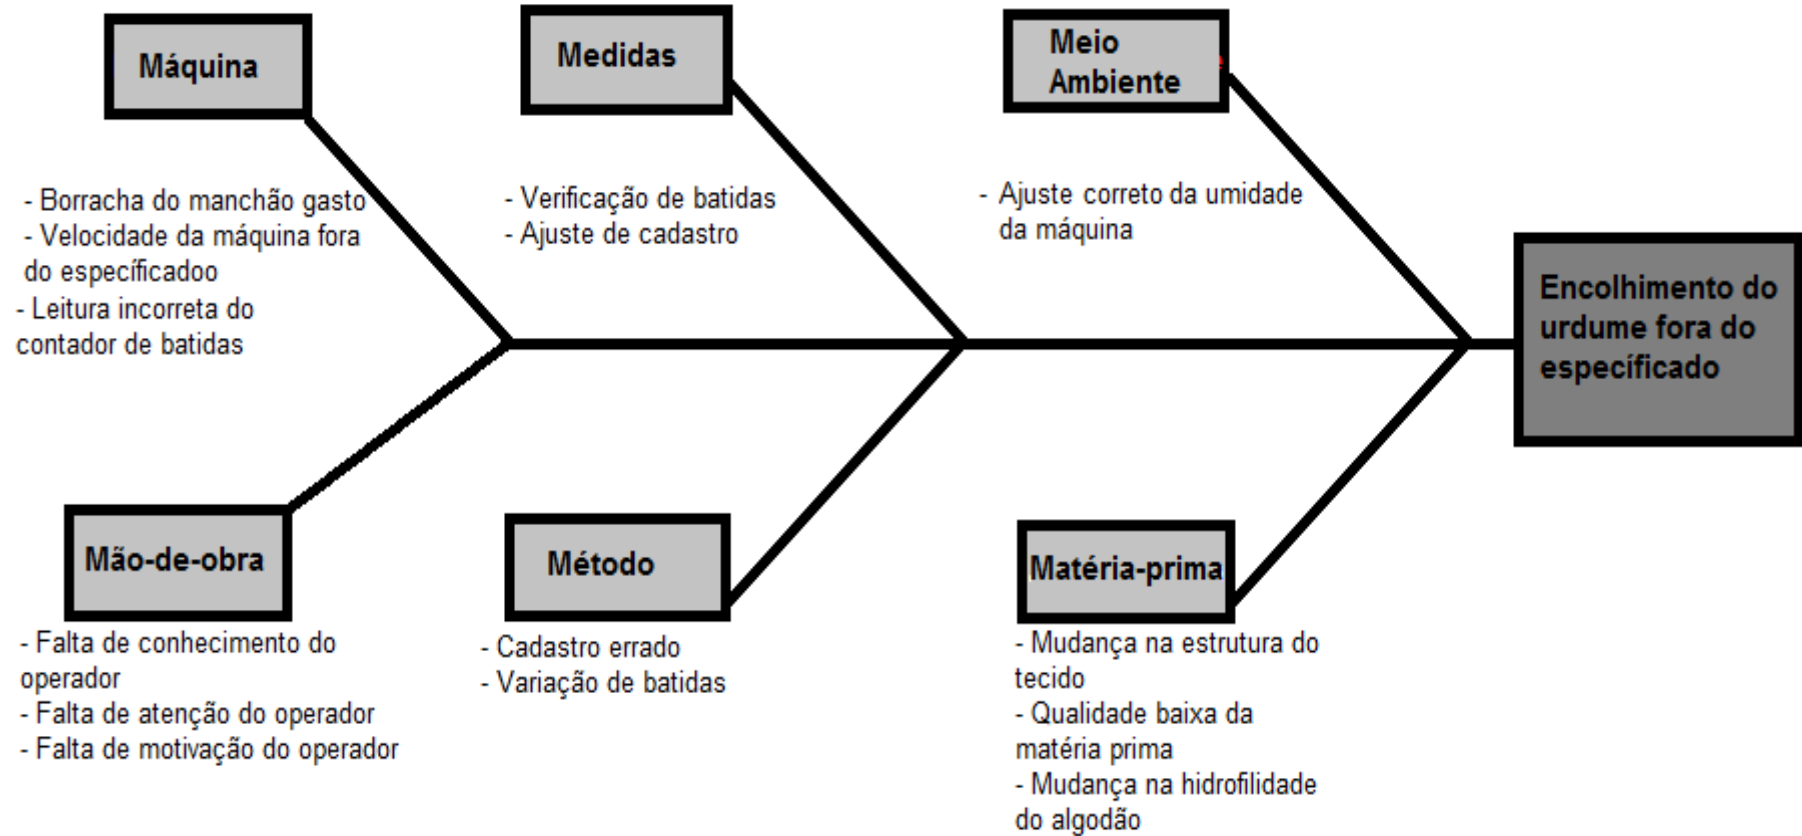 Máquina
- Borracha do manchão gasto
- Velocidade da máquina fora
do específicadoo
- Leitura incorreta do
contador de batidas
Medidas
- Verificação de batidas
- Ajuste de cadastro
Meio
Ambiente
- Ajuste correto da umidade
da máquina
Encolhimento do
urdume fora do
específicado
Mão-de-obra
- Falta de conhecimento do
operador
- Falta de atenção do operador
- Falta de motivação do operador
Método
- Cadastro errado
- Variação de batidas
Matéria-prima
- Mudança na estrutura do
tecido
- Qualidade baixa da
matéria prima
- Mudança na hidrofilidade
do algodão